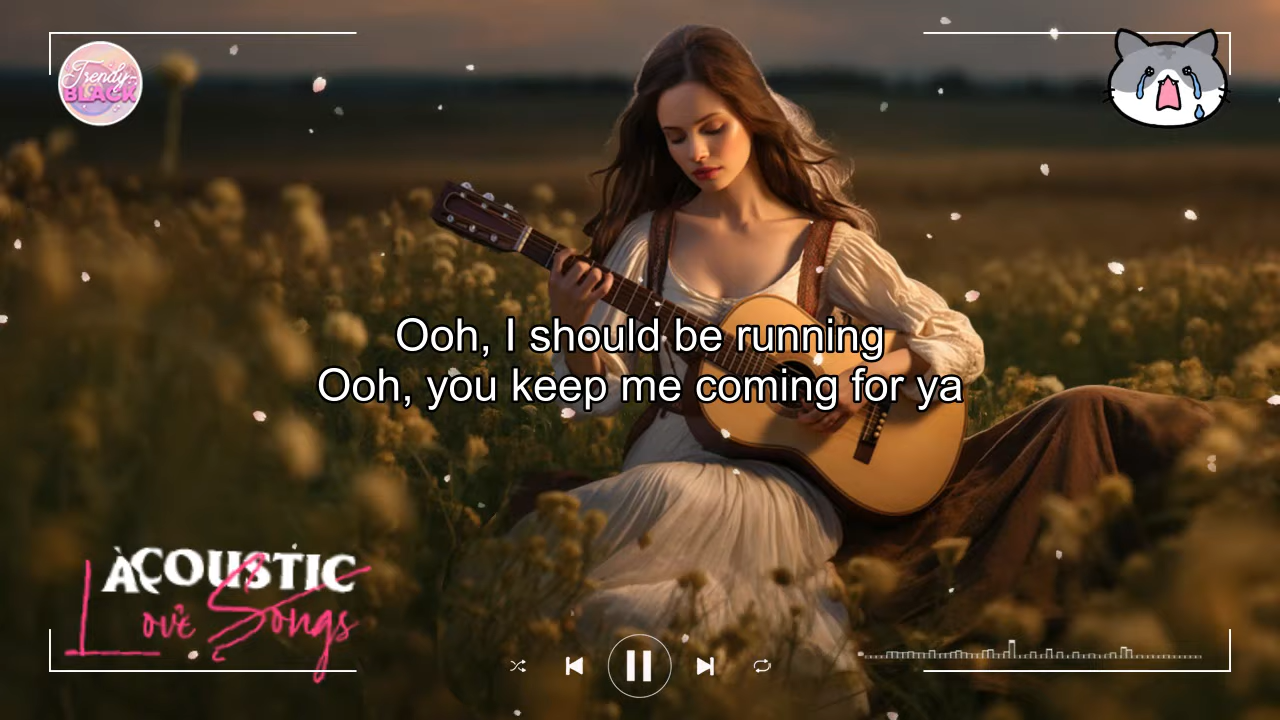 Trendy
BLACK
Ooh, I should be running
Ooh, you keep me coming for ya
ACOUSTIC
Love Songs